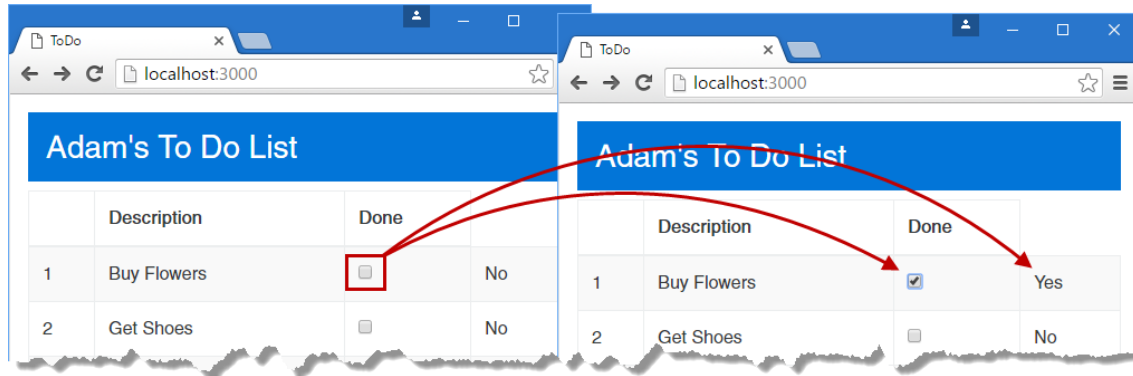 ToDo
localhost:3000
Adam's To Do List
Description Done
1 Buy Flowers No
2 Get Shoes No
ToDo
localhost:3000
Adam's To Do List
Description Done
1 Buy Flowers Yes
2 Get Shoes No